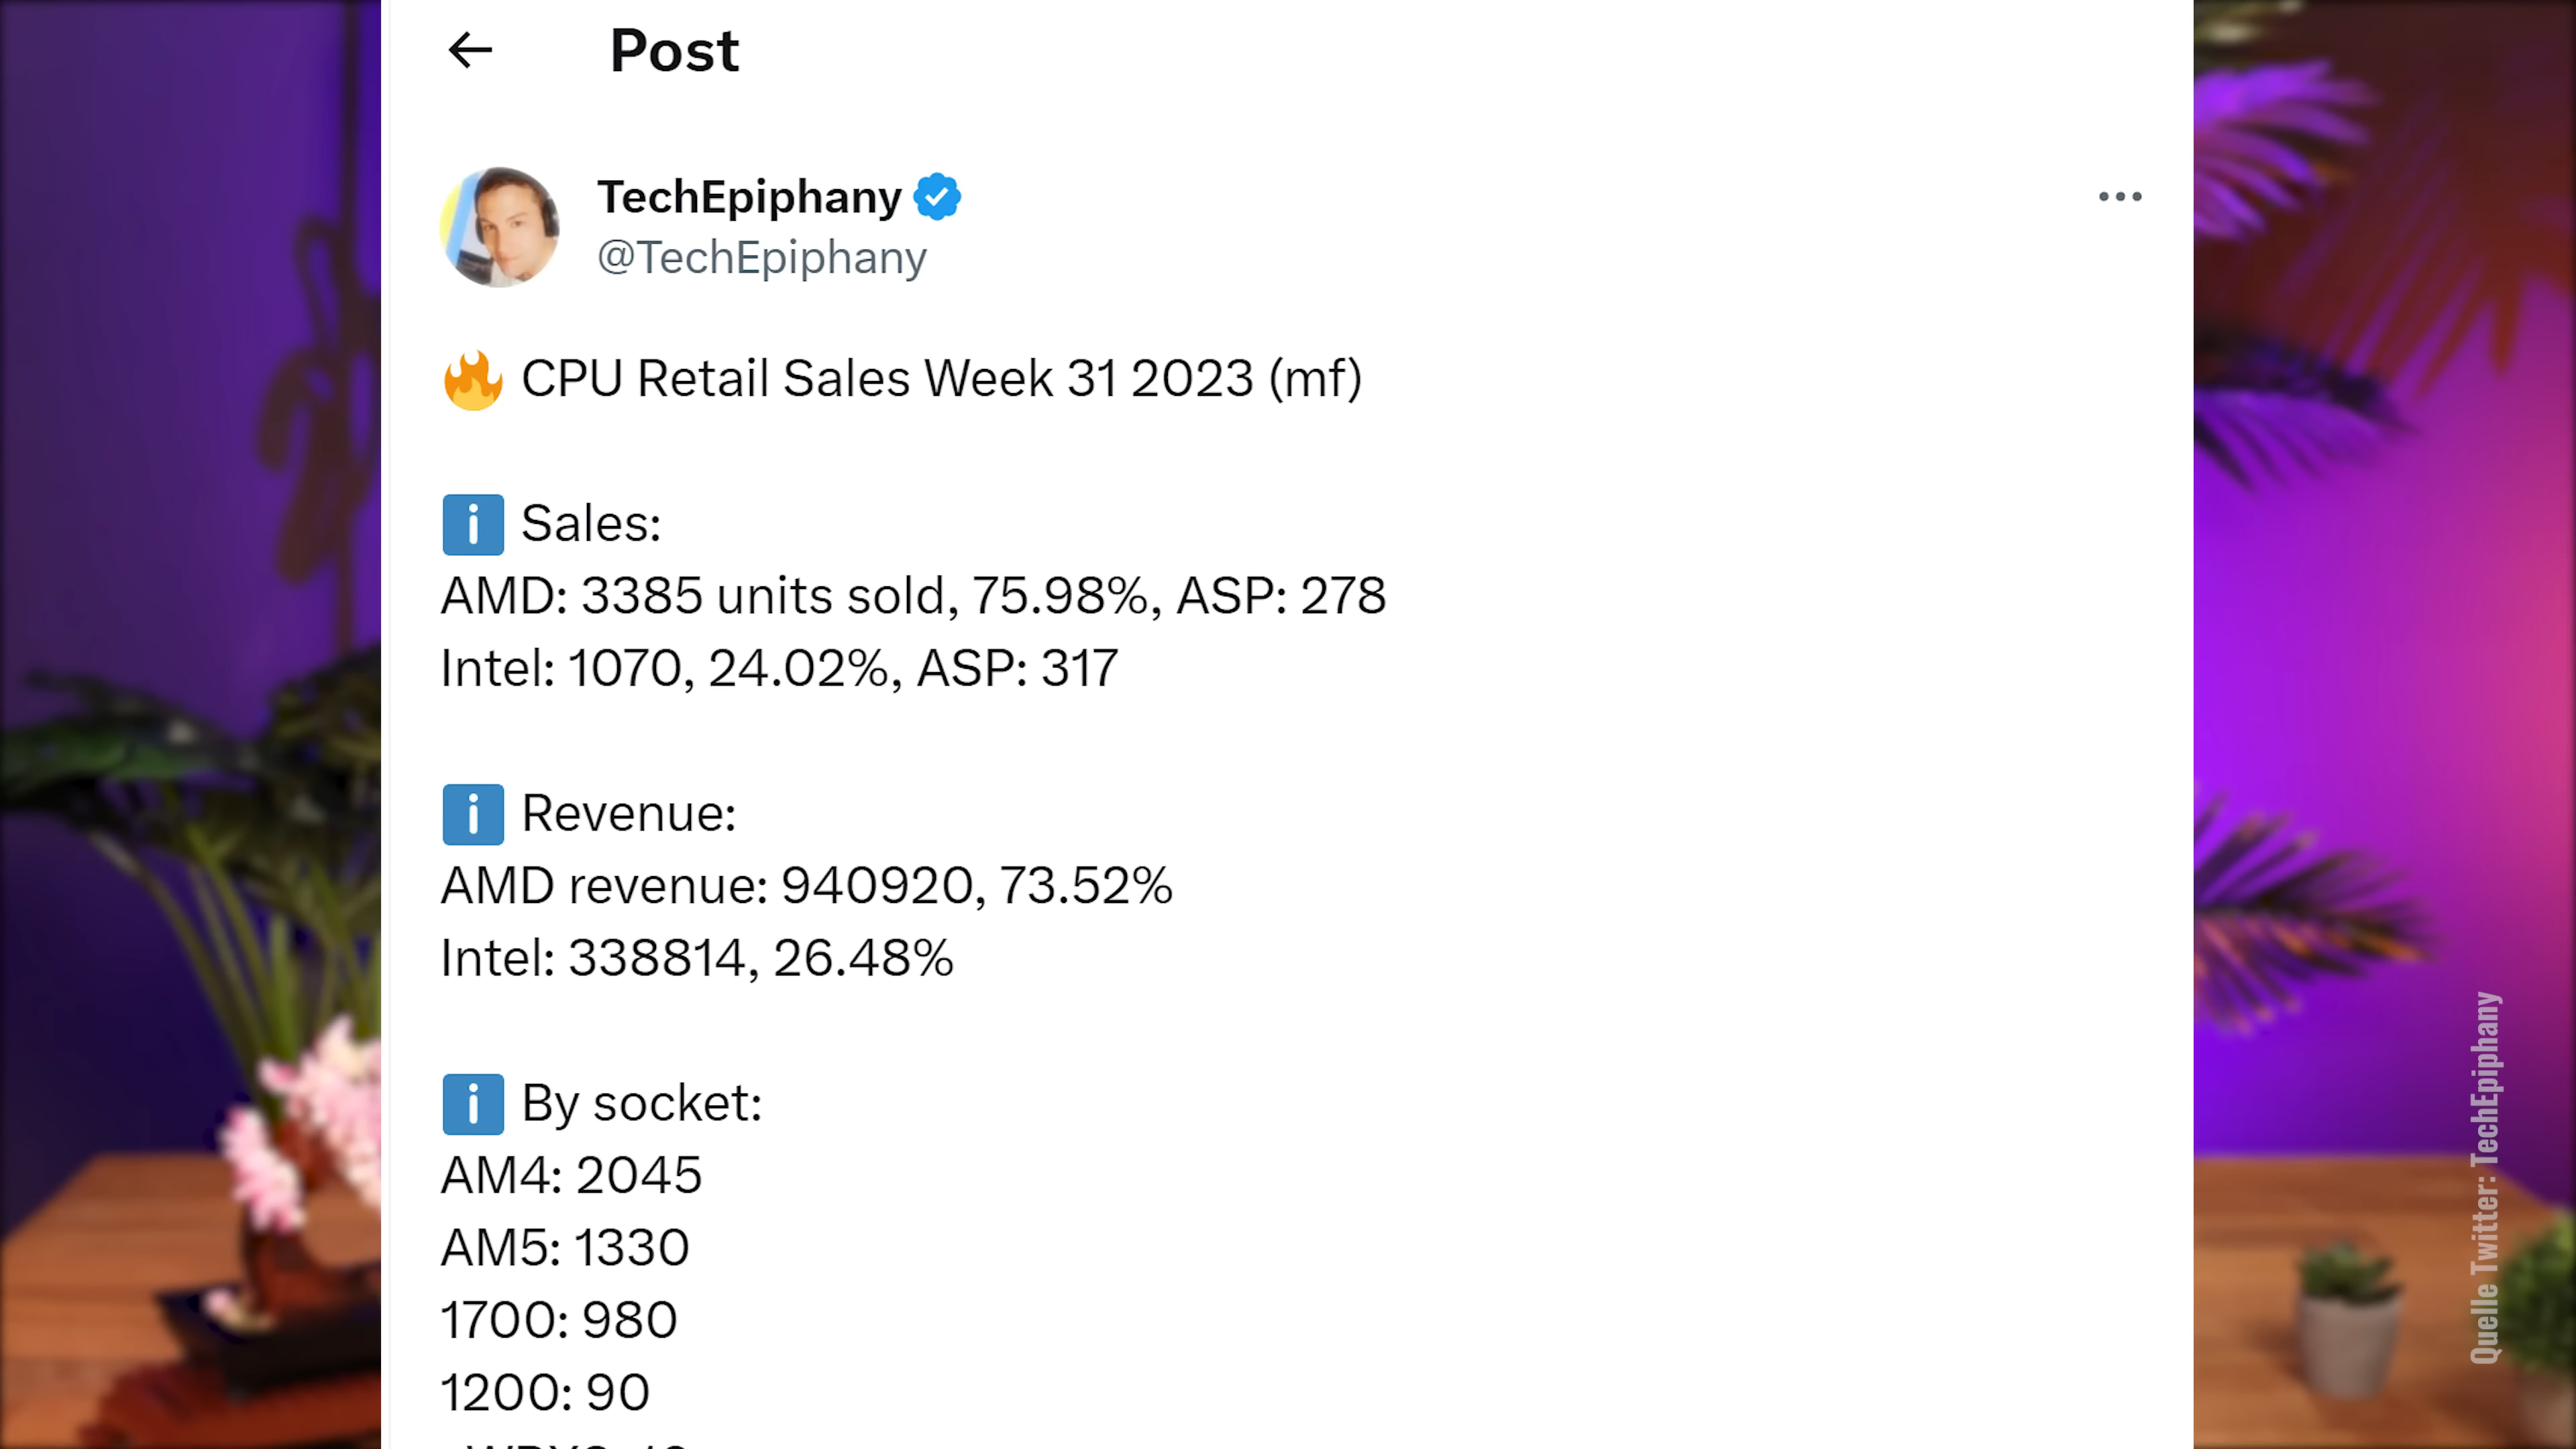 Post
TechEpiphany
@TechEpiphany
🔥 CPU Retail Sales Week 31 2023 (mf)
ℹ️ Sales:
AMD: 3385 units sold, 75.98%, ASP: 278
Intel: 1070, 24.02%, ASP: 317
ℹ️ Revenue:
AMD revenue: 940920, 73.52%
Intel: 338814, 26.48%
ℹ️ By socket:
AM4: 2045
AM5: 1330
1700: 980
1200: 90
Quelle Twitter: TechEpiphany